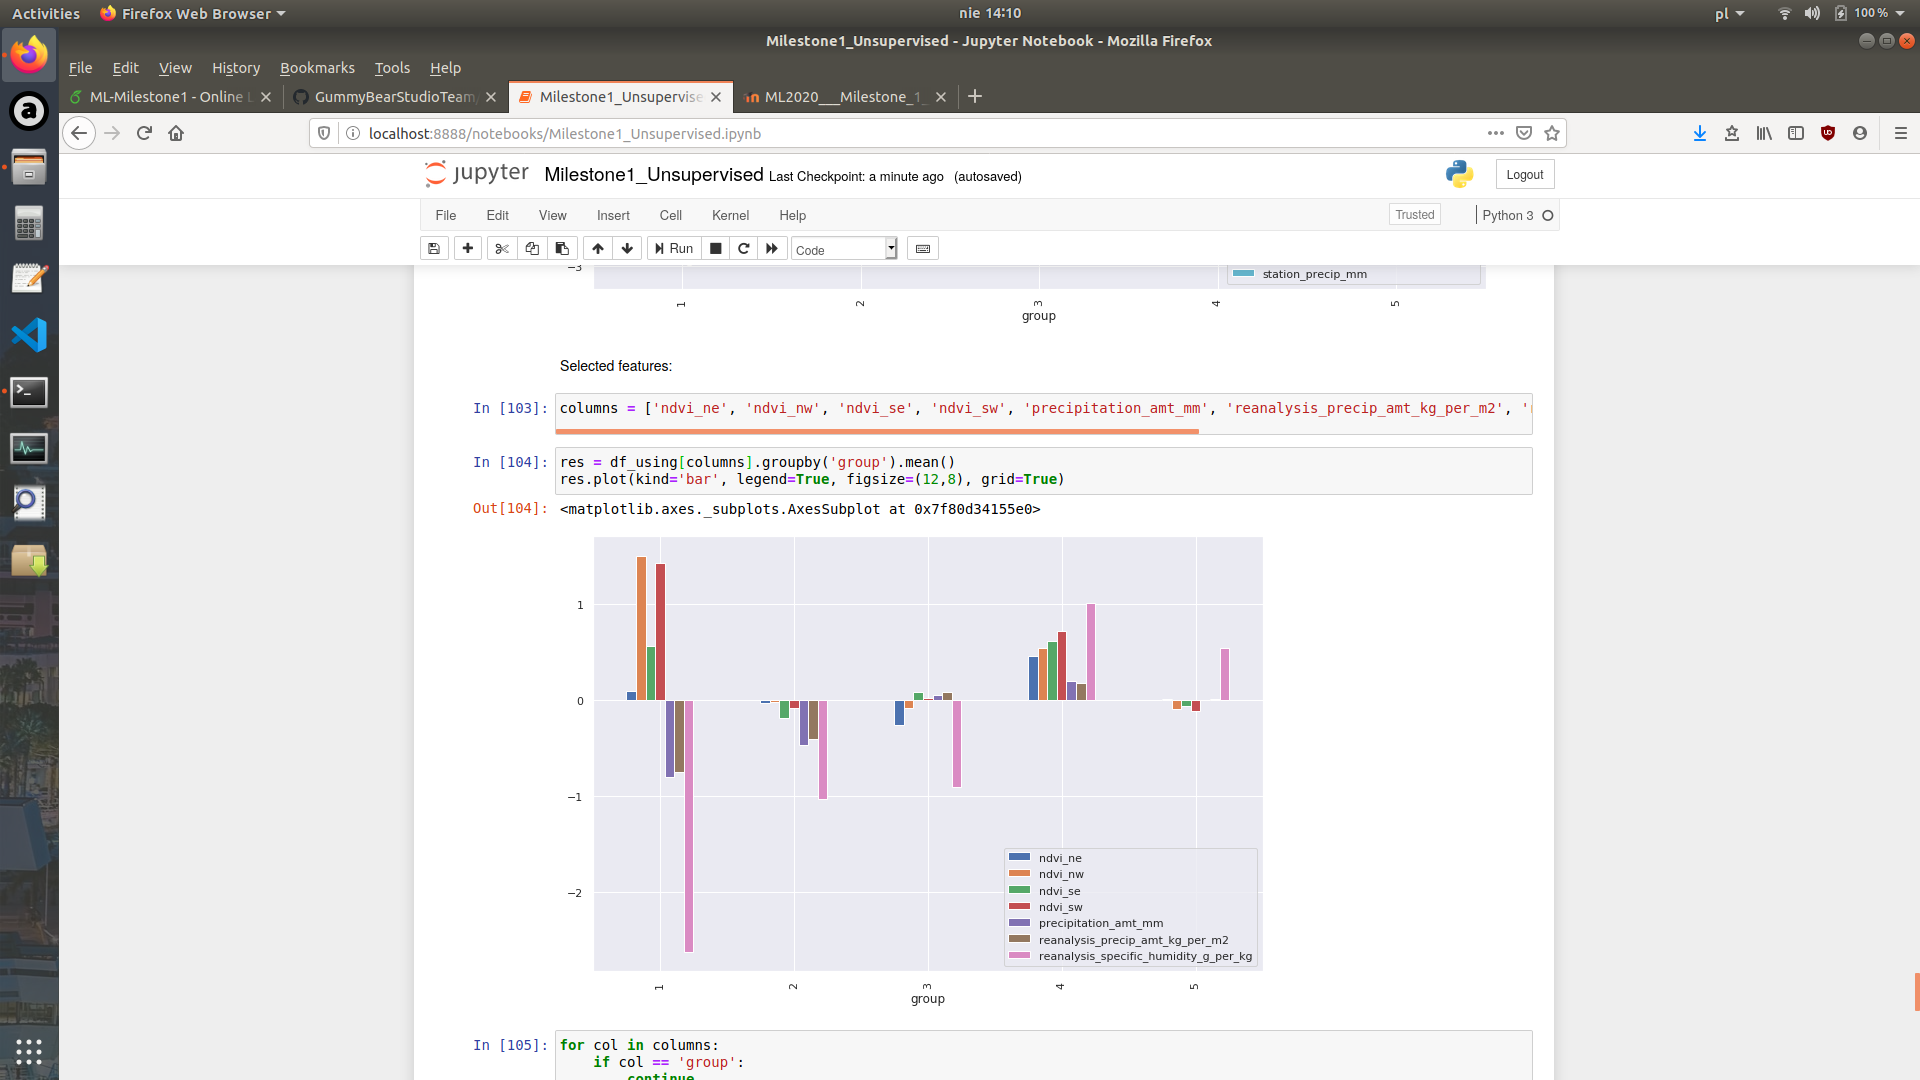 Activities
Firefox Web Browser
nie 14:10
pl
100%
Milestone1_Unsupervised - Jupyter Notebook - Mozilla Firefox
File Edit View History Bookmarks Tools Help
ML-Milestone1 - Online L
GummyBearStudioTeam
Milestone1_Unsupervise
ML2020___Milestone_1_
localhost:8888/notebooks/Milestone1_Unsupervised.ipynb
jupyter
Milestone1_Unsupervised Last Checkpoint: a minute ago (autosaved)
Logout
File Edit View Insert Cell Kernel Help
Trusted
Python 3
Run
Code
−3
station_precip_mm
1 2 3 4 5
group
Selected features:
In [103]: columns = ['ndvi_ne', 'ndvi_nw', 'ndvi_se', 'ndvi_sw', 'precipitation_amt_mm', 'reanalysis_precip_amt_kg_per_m2', '
In [104]: res = df_using[columns].groupby('group').mean()
res.plot(kind='bar', legend=True, figsize=(12,8), grid=True)
Out[104]: <matplotlib.axes._subplots.AxesSubplot at 0x7f80d34155e0>
1
0
−1
−2
ndvi_ne
ndvi_nw
ndvi_se
ndvi_sw
precipitation_amt_mm
reanalysis_precip_amt_kg_per_m2
reanalysis_specific_humidity_g_per_kg
1 2 3 4 5
group
In [105]: for col in columns:
if col == 'group':
continue